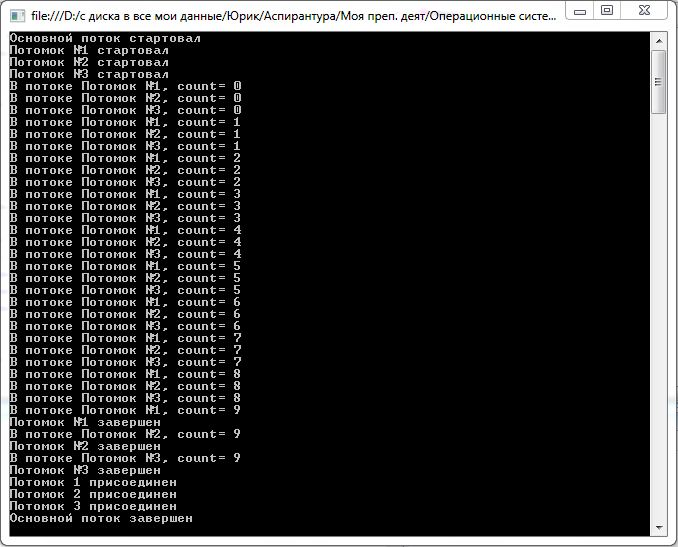 file:///D:/с диска в все мои данные/Юрик/Аспирантура/Моя преп. деят/Операционные систе...
Основной поток стартовал
Потомок №1 стартовал
Потомок №2 стартовал
Потомок №3 стартовал
В потоке Потомок №1, count= 0
В потоке Потомок №2, count= 0
В потоке Потомок №3, count= 0
В потоке Потомок №1, count= 1
В потоке Потомок №2, count= 1
В потоке Потомок №3, count= 1
В потоке Потомок №1, count= 2
В потоке Потомок №2, count= 2
В потоке Потомок №3, count= 2
В потоке Потомок №1, count= 3
В потоке Потомок №2, count= 3
В потоке Потомок №3, count= 3
В потоке Потомок №1, count= 4
В потоке Потомок №2, count= 4
В потоке Потомок №3, count= 4
В потоке Потомок №1, count= 5
В потоке Потомок №2, count= 5
В потоке Потомок №3, count= 5
В потоке Потомок №1, count= 6
В потоке Потомок №2, count= 6
В потоке Потомок №3, count= 6
В потоке Потомок №1, count= 7
В потоке Потомок №2, count= 7
В потоке Потомок №3, count= 7
В потоке Потомок №1, count= 8
В потоке Потомок №2, count= 8
В потоке Потомок №3, count= 8
В потоке Потомок №1, count= 9
Потомок №1 завершен
В потоке Потомок №2, count= 9
Потомок №2 завершен
В потоке Потомок №3, count= 9
Потомок №3 завершен
Потомок 1 присоединен
Потомок 2 присоединен
Потомок 3 присоединен
Основной поток завершен